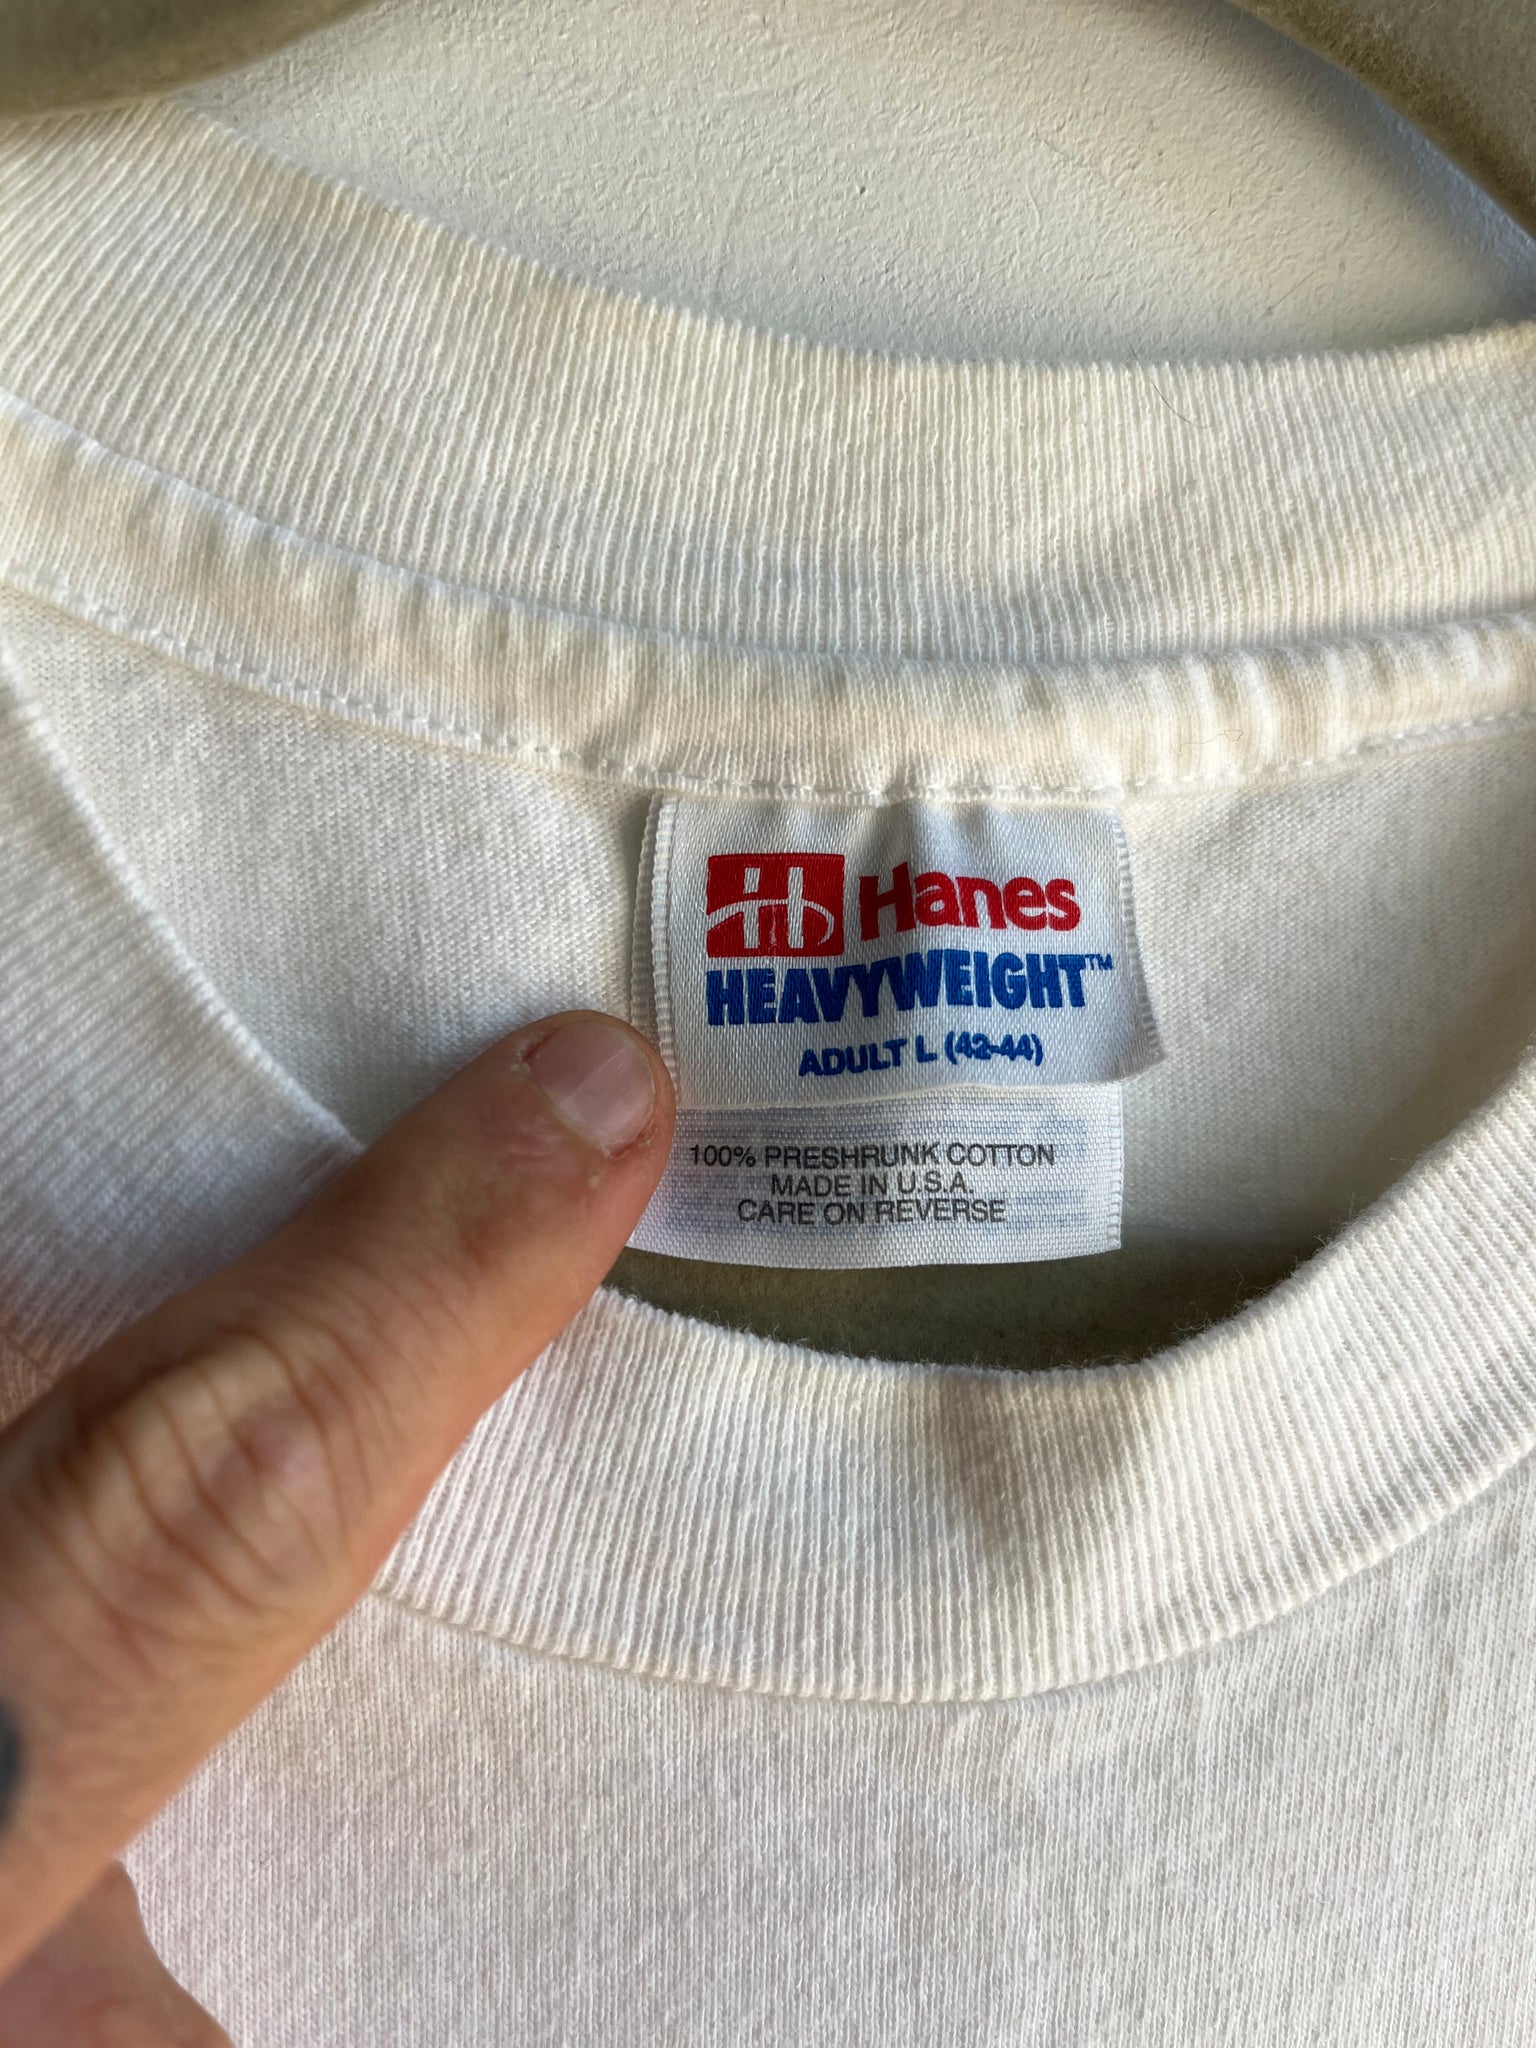 Hanes
HEAVYWEIGHT™
ADULT L (42-44)
100% PRESHRUNK COTTON
MADE IN U.S.A.
CARE ON REVERSE